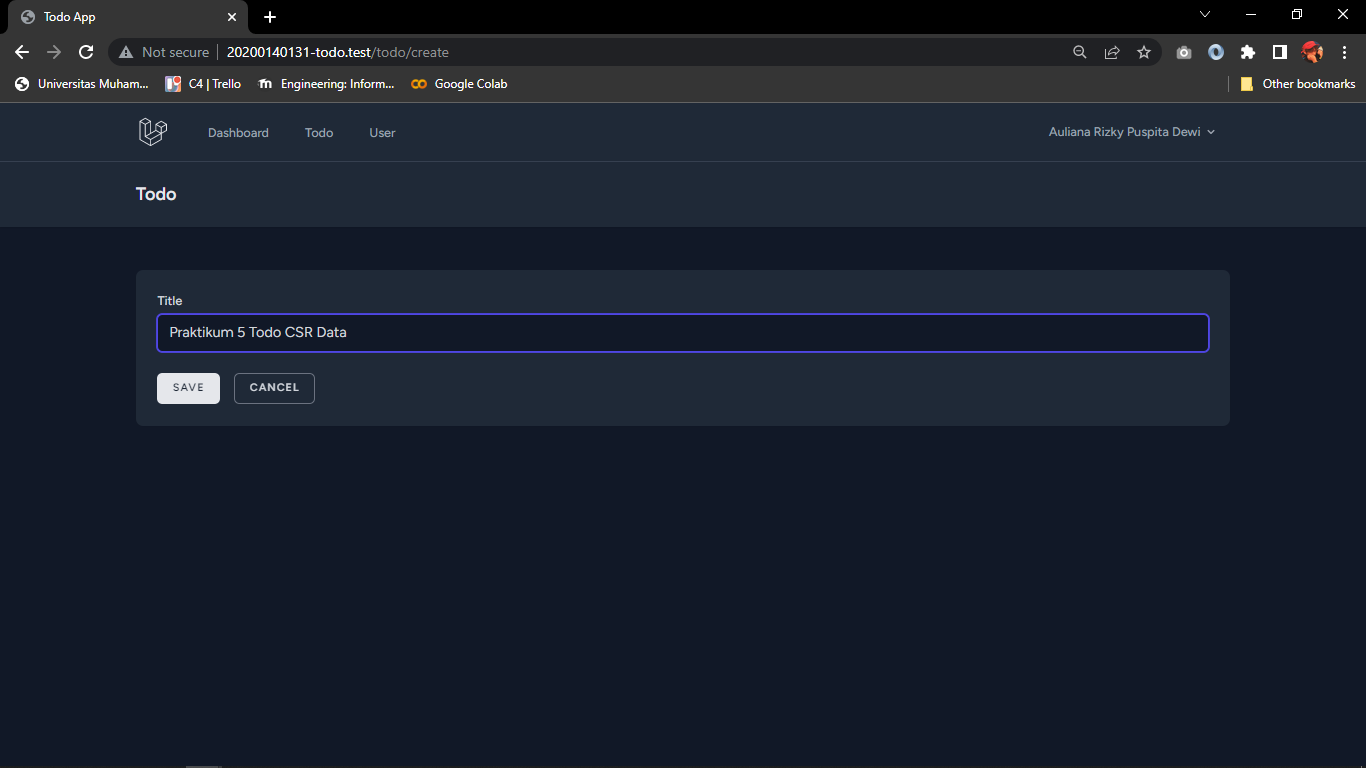 Todo App
Not secure 20200140131-todo.test/todo/create
Universitas Muham... C4 | Trello Engineering: Inform... Google Colab Other bookmarks
Dashboard Todo User Auliana Rizky Puspita Dewi
Todo
Title
Praktikum 5 Todo CSR Data
SAVE CANCEL